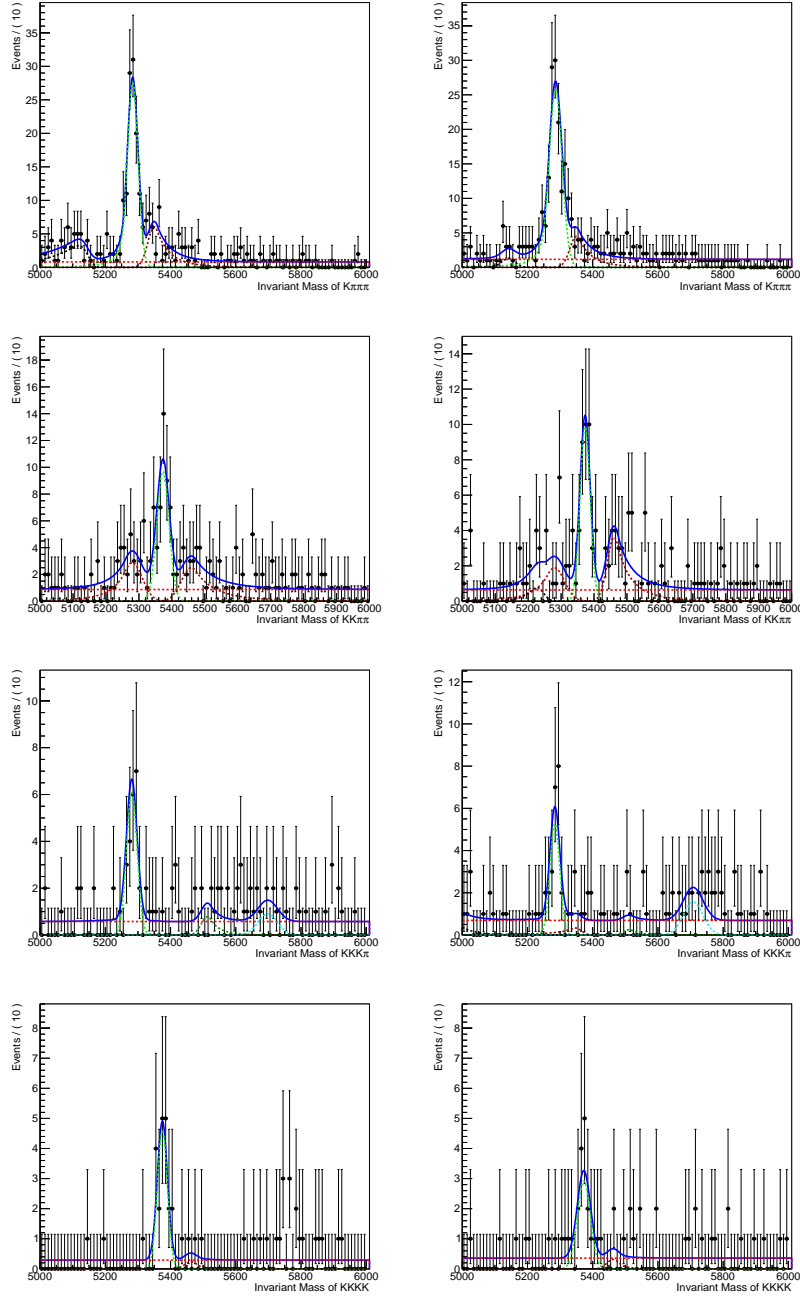 Events / ( 10 )
35
30
25
20
15
10
5
0
5000 5200 5400 5600 5800 6000
Invariant Mass of Kπππ
Events / ( 10 )
35
30
25
20
15
10
5
0
5000 5200 5400 5600 5800 6000
Invariant Mass of Kπππ
Events / ( 10 )
18
16
14
12
10
8
6
4
2
0
5000 5100 5200 5300 5400 5500 5600 5700 5800 5900 6000
Invariant Mass of KKππ
Events / ( 10 )
14
12
10
8
6
4
2
0
5000 5100 5200 5300 5400 5500 5600 5700 5800 5900 6000
Invariant Mass of KKππ
Events / ( 10 )
10
8
6
4
2
0
5000 5200 5400 5600 5800 6000
Invariant Mass of KKKπ
Events / ( 10 )
12
10
8
6
4
2
0
5000 5200 5400 5600 5800 6000
Invariant Mass of KKKπ
Events / ( 10 )
8
7
6
5
4
3
2
1
0
5000 5200 5400 5600 5800 6000
Invariant Mass of KKKK
Events / ( 10 )
8
7
6
5
4
3
2
1
0
5000 5200 5400 5600 5800 6000
Invariant Mass of KKKK